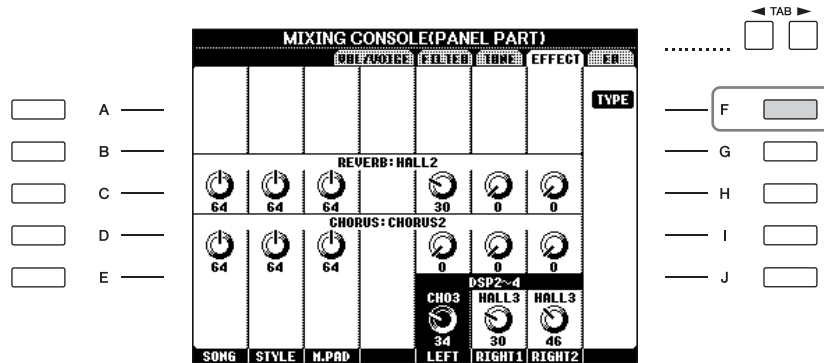 TAB
MIXING CONSOLE(PANEL PART)
VOL/VOICE FILTER TUNE EFFECT EQ
TYPE
A
F
B
G
REVERB: HALL2
C
H
64 64 64 30 0 0
CHORUS: CHORUS2
D
I
64 64 64 0 0 0
DSP2~4
E
J
CHO3 HALL3 HALL3
34 30 46
SONG STYLE M.PAD LEFT RIGHT1 RIGHT2